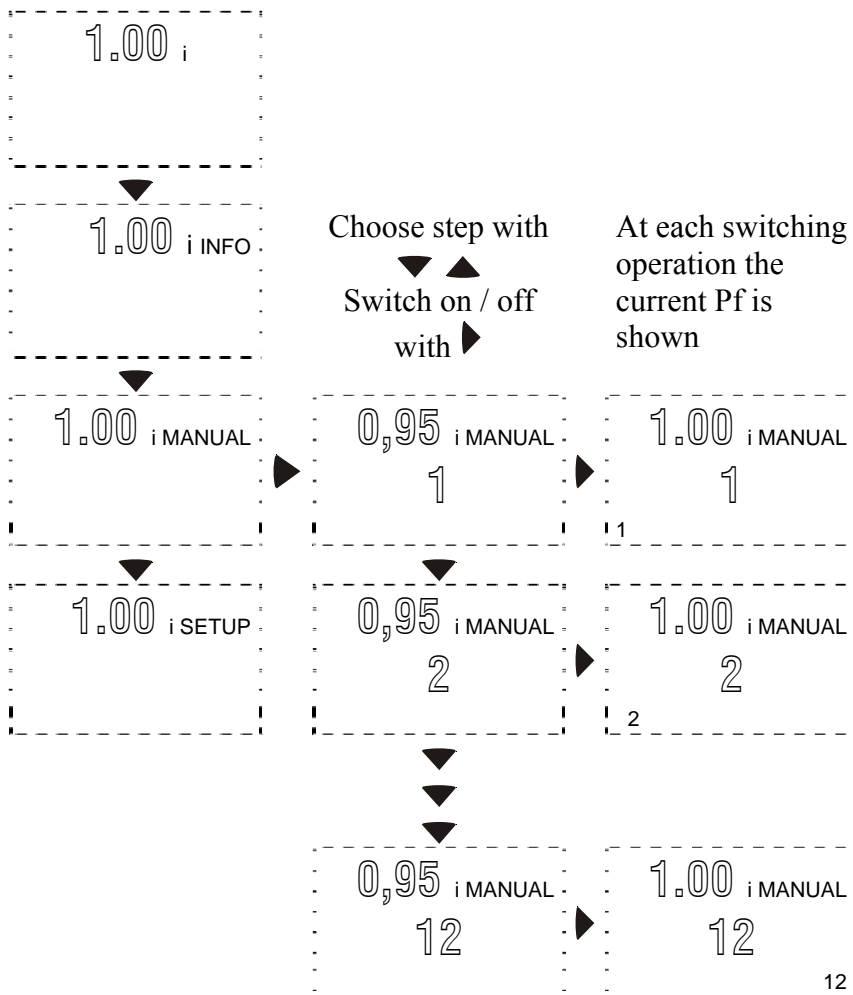 1.00 i
1.00 i INFO
Choose step with
Switch on / off
with
At each switching
operation the
current Pf is
shown
1.00 i MANUAL
0,95 i MANUAL
1
1.00 i MANUAL
1
1
1.00 i SETUP
0,95 i MANUAL
2
1.00 i MANUAL
2
2
0,95 i MANUAL
12
1.00 i MANUAL
12
12